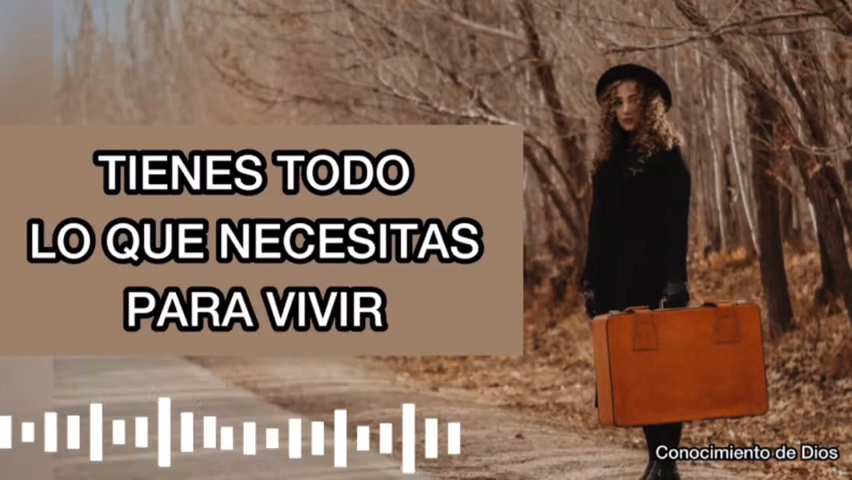 TIENES TODO
LO QUE NECESITAS
PARA VIVIR
Conocimiento de Dios